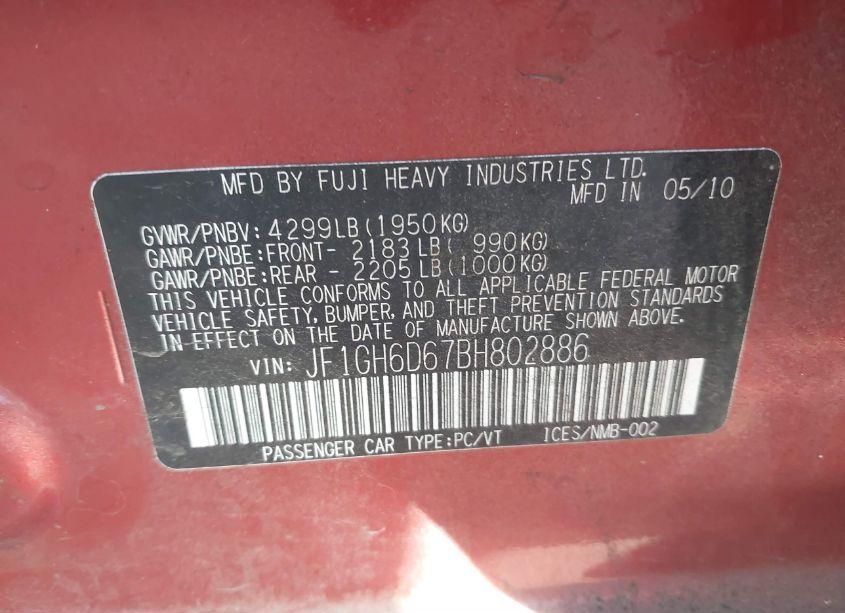 MFD BY FUJI HEAVY INDUSTRIES LTD.
MFD IN 05/10
GVWR/PNBV: 4299LB(1950KG)
GAWR/PNBE:FRONT- 2183LB( 990KG)
GAWR/PNBE:REAR - 2205LB(1000KG)
THIS VEHICLE CONFORMS TO ALL APPLICABLE FEDERAL MOTOR
VEHICLE SAFETY, BUMPER, AND THEFT PREVENTION STANDARDS
IN EFFECT ON THE DATE OF MANUFACTURE SHOWN ABOVE.
VIN: JF1GH6D67BH802886
PASSENGER CAR TYPE:PC/VT ICES/NMB-002